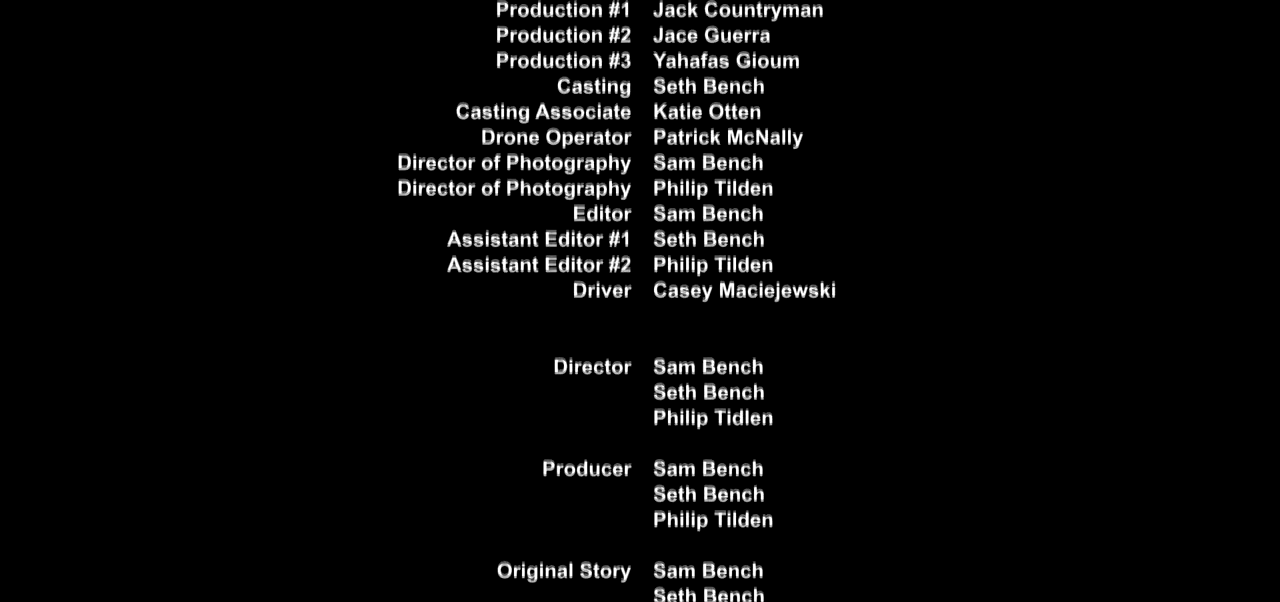 Production #1 Jack Countryman
Production #2 Jace Guerra
Production #3 Yahafas Gioum
Casting Seth Bench
Casting Associate Katie Otten
Drone Operator Patrick McNally
Director of Photography Sam Bench
Director of Photography Philip Tilden
Editor Sam Bench
Assistant Editor #1 Seth Bench
Assistant Editor #2 Philip Tilden
Driver Casey Maciejewski
Director Sam Bench
Seth Bench
Philip Tidlen
Producer Sam Bench
Seth Bench
Philip Tilden
Original Story Sam Bench
Seth Bench